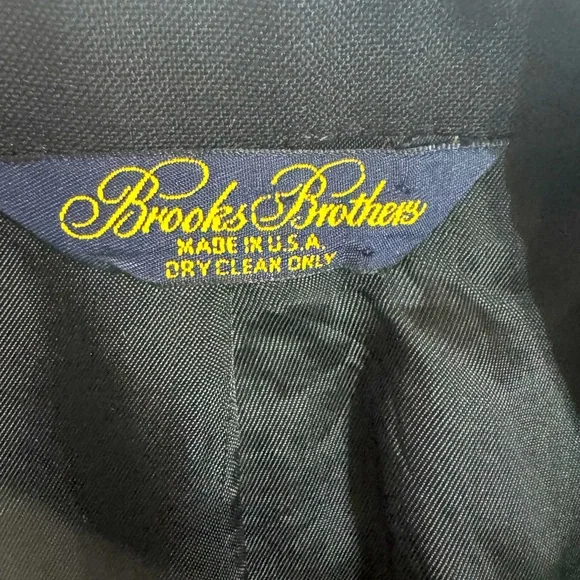 Brooks Brothers
MADE IN U.S.A.
DRY CLEAN ONLY